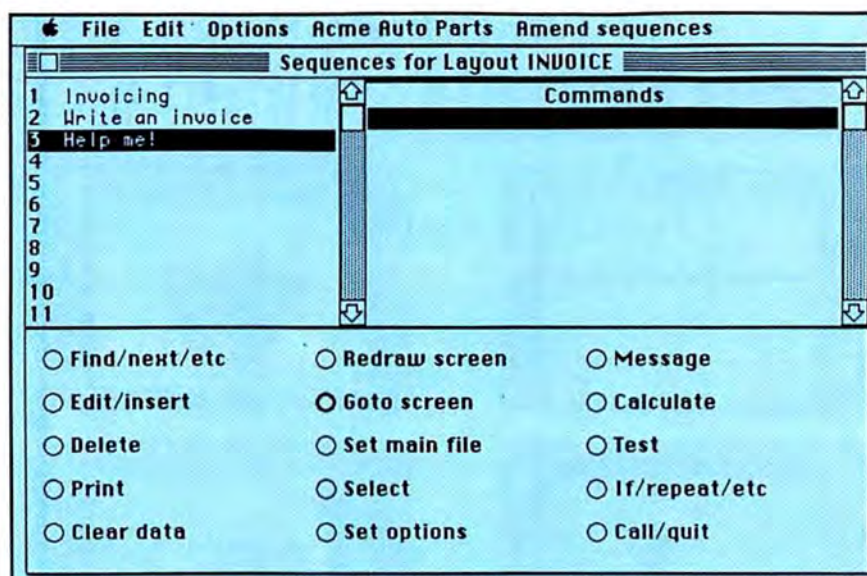 File Edit Options Acme Auto Parts Amend sequences
Sequences for Layout INVOICE
1 Invoicing
2 Write an invoice
3 Help me!
4
5
6
7
8
9
10
11
Commands
Find/next/etc
Redraw screen
Message
Edit/insert
Goto screen
Calculate
Delete
Set main file
Test
Print
Select
If/repeat/etc
Clear data
Set options
Call/quit